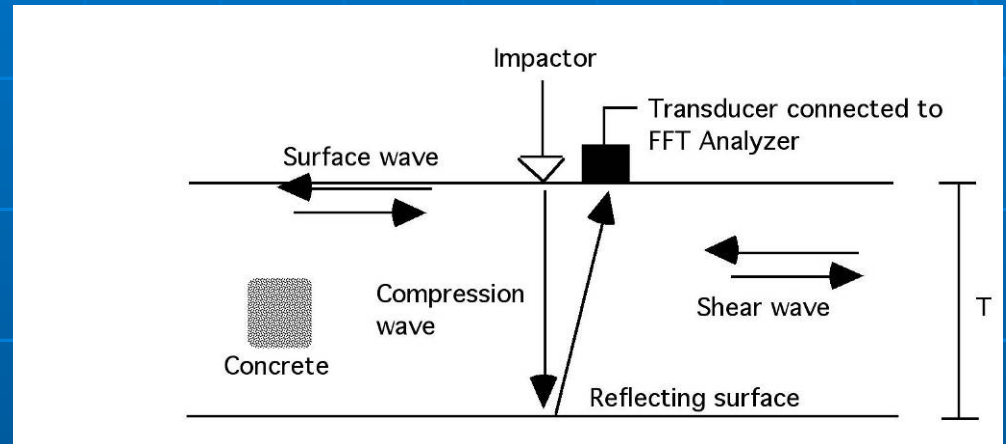 Impactor
Transducer connected to
FFT Analyzer
Surface wave
Compression
wave
Shear wave
T
Concrete
Reflecting surface